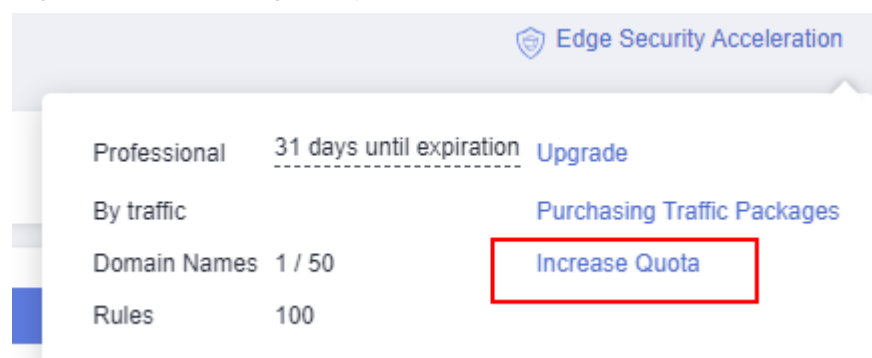 Edge Security Acceleration
Professional 31 days until expiration Upgrade
By traffic Purchasing Traffic Packages
Domain Names 1 / 50 Increase Quota
Rules 100